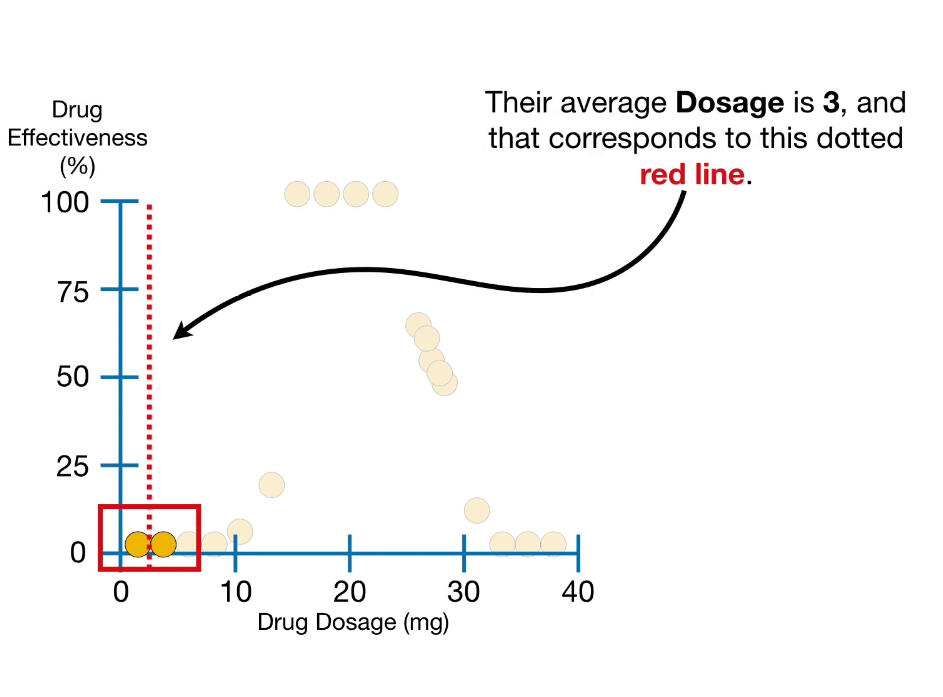 Their average Dosage is 3, and
that corresponds to this dotted
red line.
Drug
Effectiveness
(%)
100
75
50
25
0
0 10 20 30 40
Drug Dosage (mg)